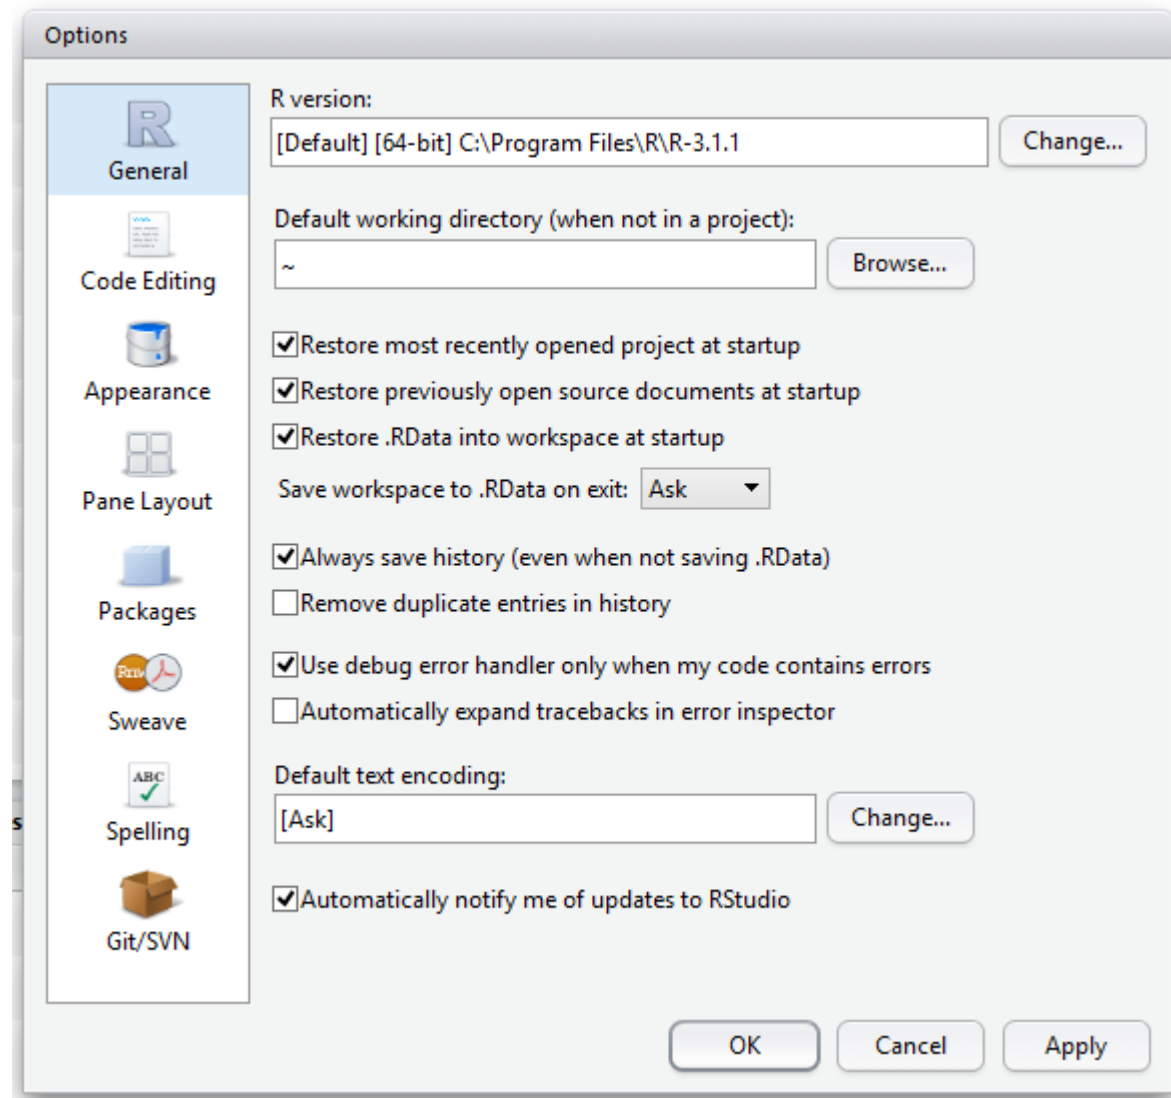 Options
R
General
Code Editing
Appearance
Pane Layout
Packages
Rnw
Sweave
ABC
Spelling
Git/SVN
R version:
[Default] [64-bit] C:\Program Files\R\R-3.1.1
Change...
Default working directory (when not in a project):
~
Browse...
Restore most recently opened project at startup
Restore previously open source documents at startup
Restore .RData into workspace at startup
Save workspace to .RData on exit: Ask
Always save history (even when not saving .RData)
Remove duplicate entries in history
Use debug error handler only when my code contains errors
Automatically expand tracebacks in error inspector
Default text encoding:
[Ask]
Change...
Automatically notify me of updates to RStudio
OK
Cancel
Apply
s